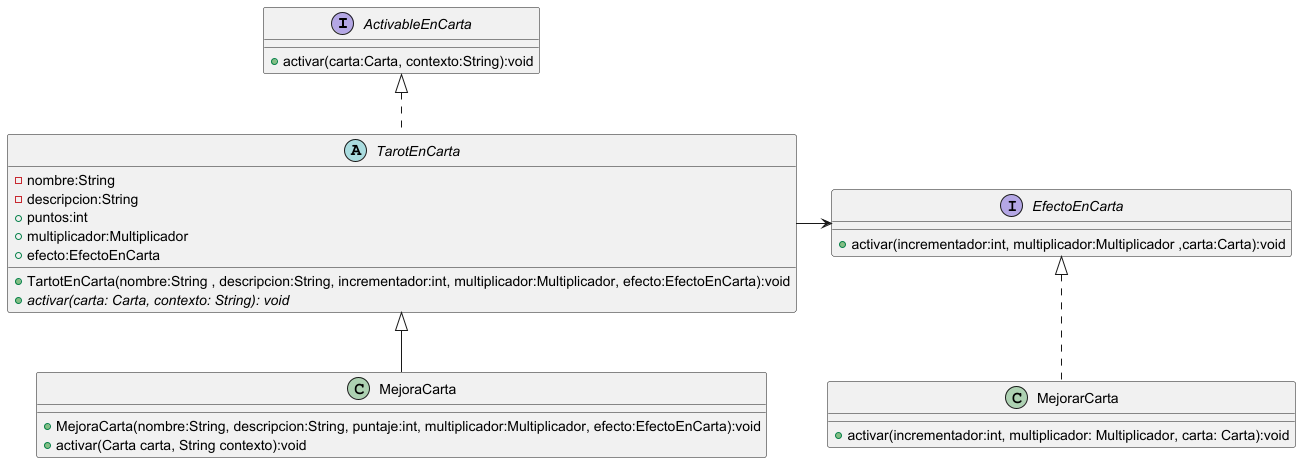 I ActivableEnCarta
activar(carta:Carta, contexto:String):void
A TarotEnCarta
nombre:String
descripcion:String
puntos:int
multiplicador:Multiplicador
efecto:EfectoEnCarta
TartotEnCarta(nombre:String , descripcion:String, incrementador:int, multiplicador:Multiplicador, efecto:EfectoEnCarta):void
activar(carta: Carta, contexto: String): void
I EfectoEnCarta
activar(incrementador:int, multiplicador:Multiplicador ,carta:Carta):void
C MejoraCarta
MejoraCarta(nombre:String, descripcion:String, puntaje:int, multiplicador:Multiplicador, efecto:EfectoEnCarta):void
activar(Carta carta, String contexto):void
C MejorarCarta
activar(incrementador:int, multiplicador: Multiplicador, carta: Carta):void